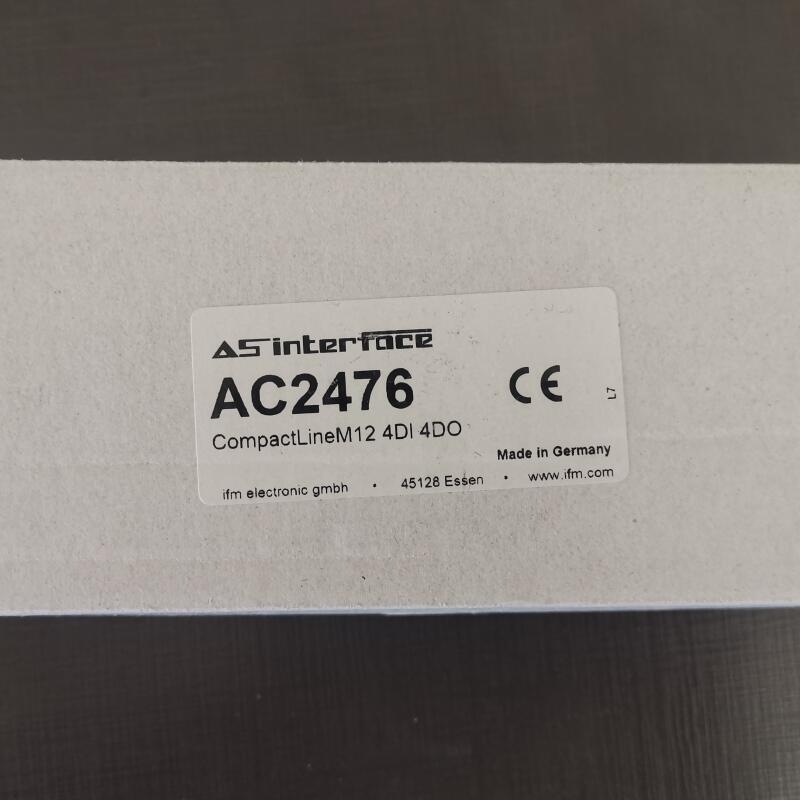 AS interface
AC2476
CE
L7
CompactLineM12 4DI 4DO
Made in Germany
ifm electronic gmbh • 45128 Essen • www.ifm.com